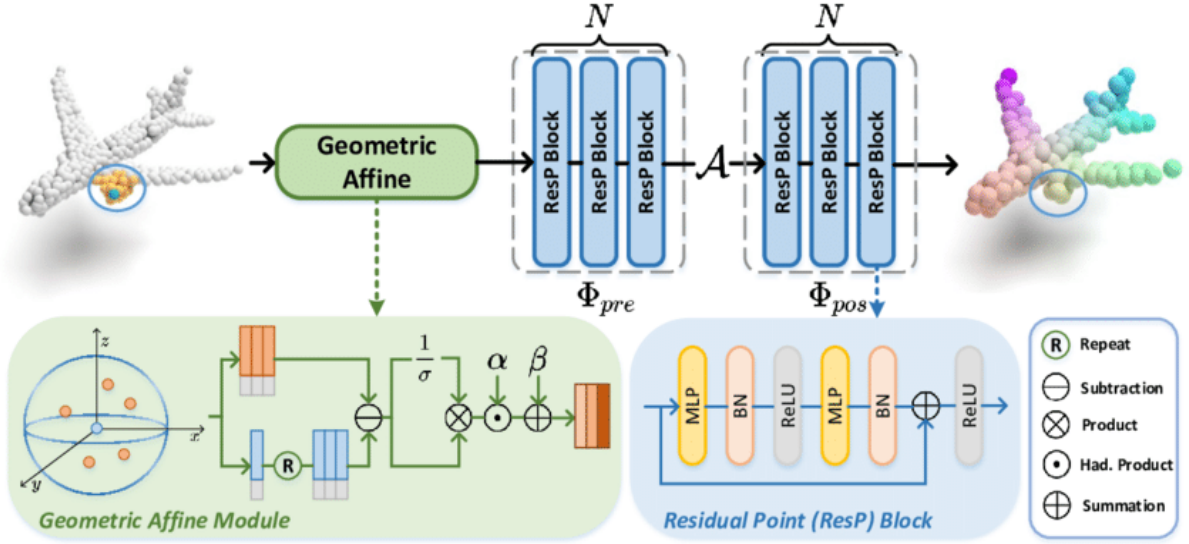 N
N
Geometric
Affine
ResP Block
ResP Block
ResP Block
𝒜
ResP Block
ResP Block
ResP Block
Φ_pre
Φ_pos
z
x
y
R
1
σ
α
β
Geometric Affine Module
MLP
BN
ReLU
MLP
BN
ReLU
Residual Point (ResP) Block
R Repeat
Subtraction
Product
Had. Product
Summation